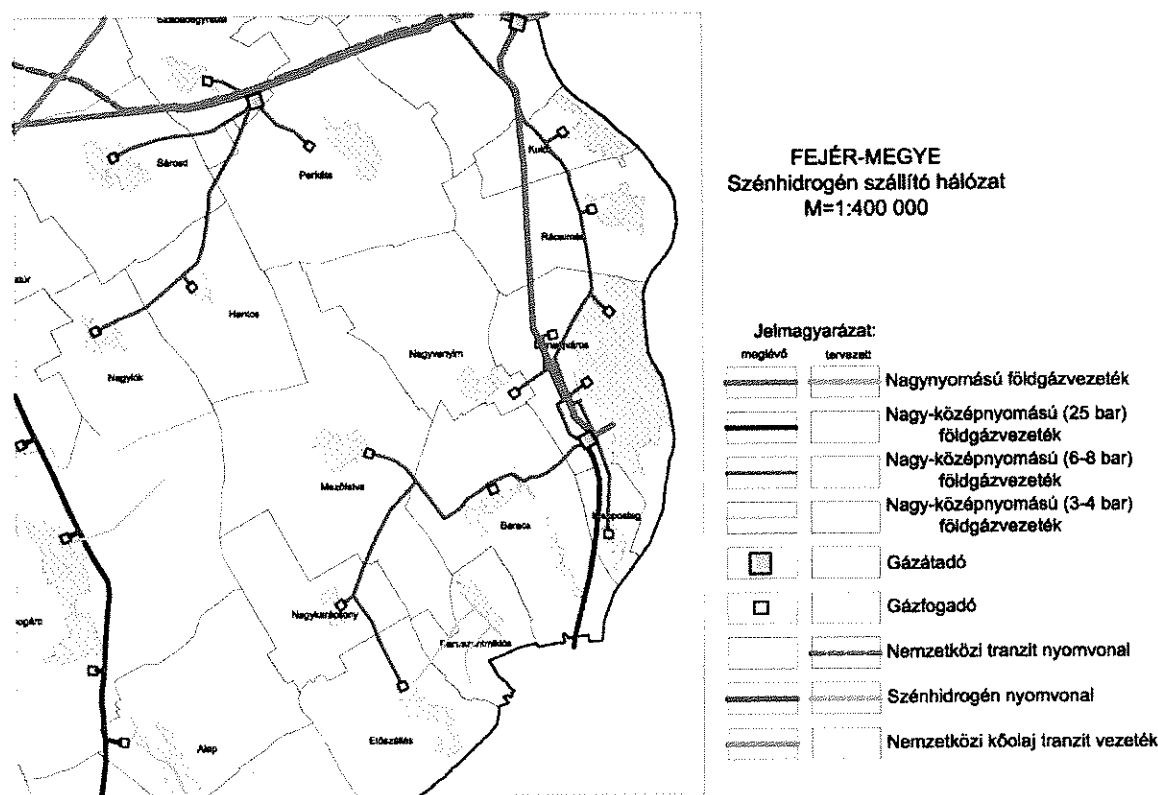 FEJÉR-MEGYE
Szénhidrogén szállító hálózat
M=1:400 000
Jelmagyarázat:
meglévő tervezett
Nagynyomású földgázvezeték
Nagy-középnyomású (25 bar)
földgázvezeték
Nagy-középnyomású (6-8 bar)
földgázvezeték
Nagy-középnyomású (3-4 bar)
földgázvezeték
Gázátadó
Gázfogadó
Nemzetközi tranzit nyomvonal
Szénhidrogén nyomvonal
Nemzetközi kőolaj tranzit vezeték
Sárosd
Perkáta
Kulcs
Rácalmás
Hantos
Nagylók
Nagyvenyim
Mezőfalva
Baracs
Nagykarácsony
Alap
Előszállás